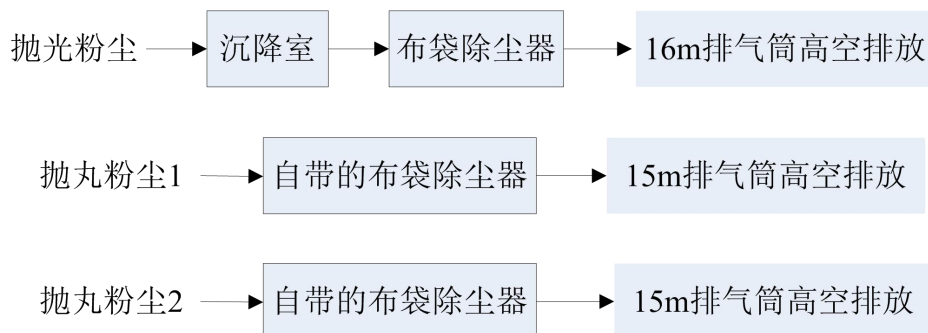 抛光粉尘 沉降室 布袋除尘器 16m排气筒高空排放
抛丸粉尘1 自带的布袋除尘器 15m排气筒高空排放
抛丸粉尘2 自带的布袋除尘器 15m排气筒高空排放